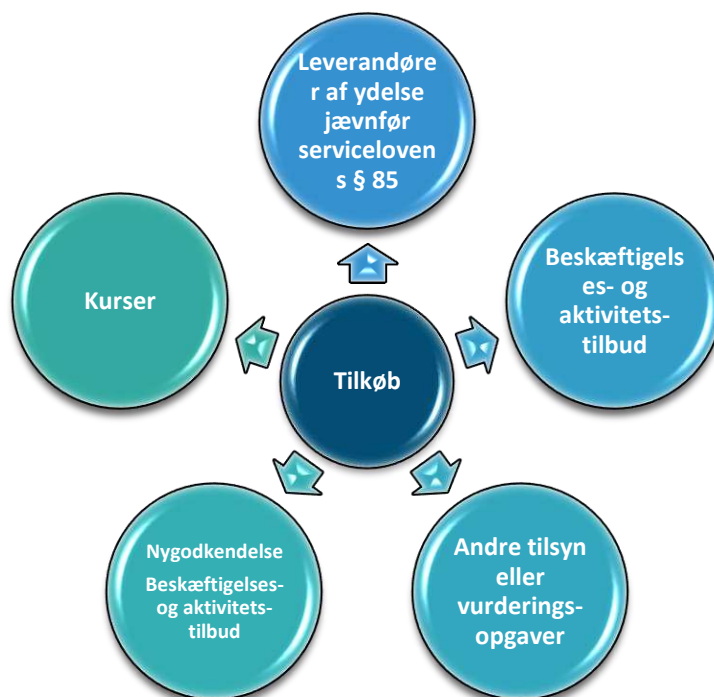 Leverandøre
r af ydelse
jævnfør
serviceloven
s § 85
Beskæftigels
es- og
aktivitets-
tilbud
Andre tilsyn
eller
vurderings-
opgaver
Nygodkendelse
Beskæftigelses-
og aktivitets-
tilbud
Kurser
Tilkøb